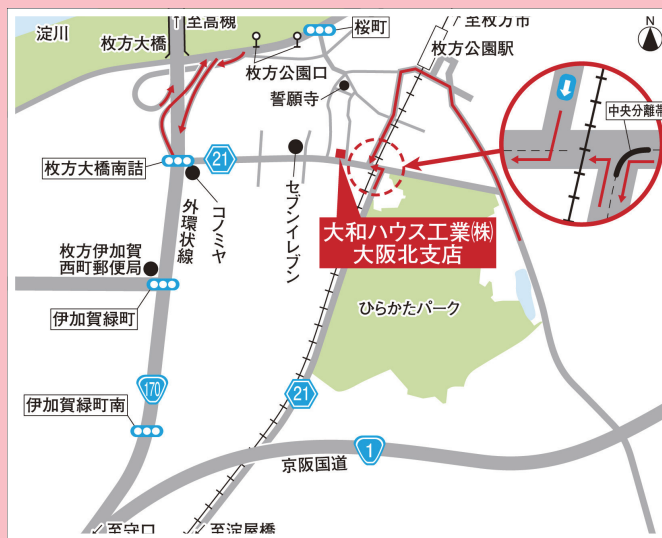 淀川
至高槻
枚方大橋
桜町
枚方公園口
至枚方市
枚方公園駅
N
誓願寺
中央分離帯
枚方大橋南詰
21
コノミヤ
外環状線
セブンイレブン
大和ハウス工業㈱
大阪北支店
枚方伊加賀
西町郵便局
伊加賀緑町
ひらかたパーク
170
21
伊加賀緑町南
1
京阪国道
至守口
至淀屋橋